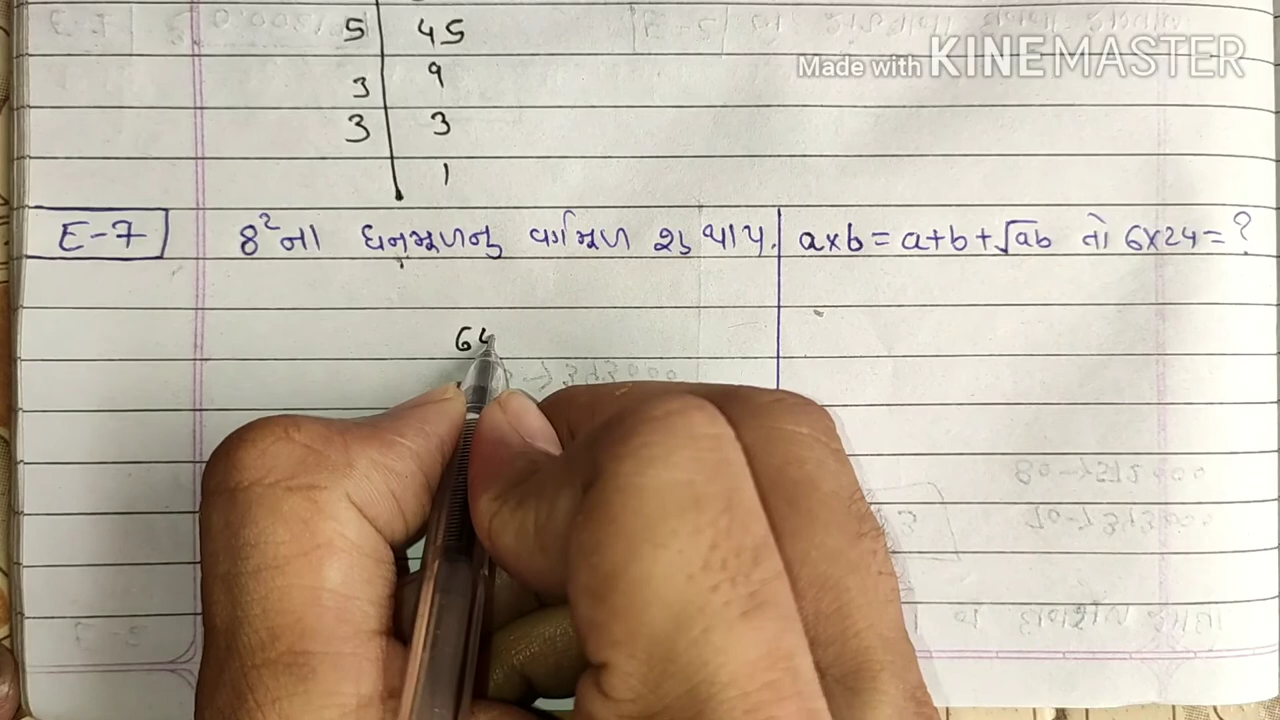 5 | 45
Made with KINEMASTER
3 | 9
3 | 3
1
E-7 8²ના ઘનમૂળનું વર્ગમૂળ શું થાય. a×b = a+b+√ab તો 6×24 = ?
64